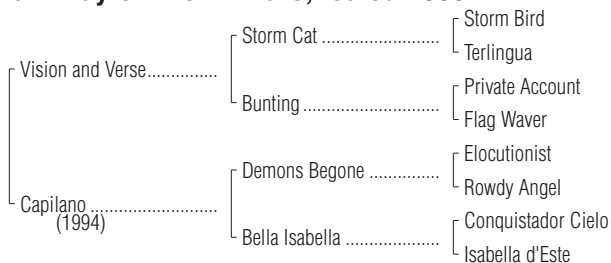 Storm Bird
Storm Cat ........................
Terlingua
Vision and Verse...............
Private Account
Bunting ............................
Flag Waver
Elocutionist
Demons Begone ..............
Rowdy Angel
Capilano ..........................
(1994)
Conquistador Cielo
Bella Isabella ...................
Isabella d'Este